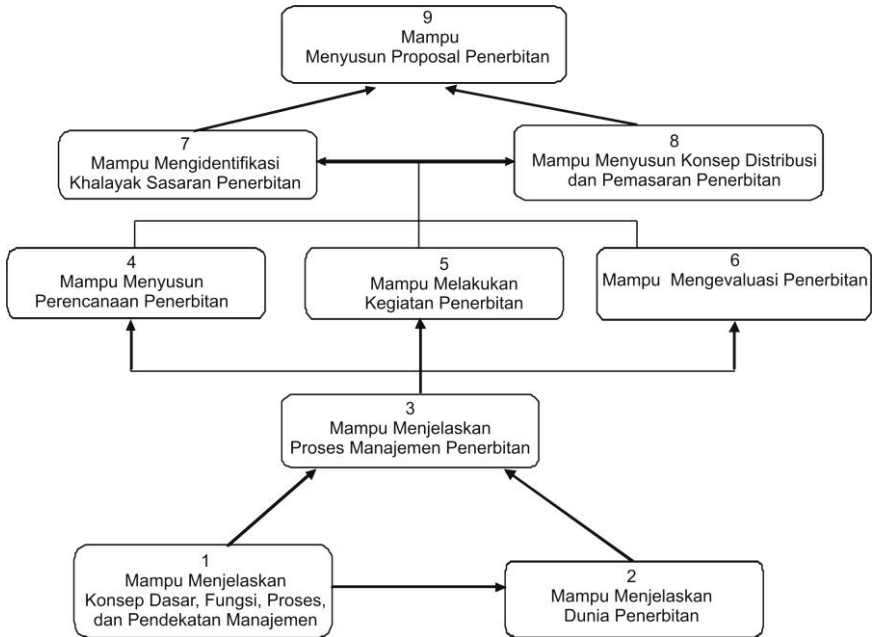 9
Mampu
Menyusun Proposal Penerbitan
7
Mampu Mengidentifikasi
Khalayak Sasaran Penerbitan
8
Mampu Menyusun Konsep Distribusi
dan Pemasaran Penerbitan
4
Mampu Menyusun
Perencanaan Penerbitan
5
Mampu Melakukan
Kegiatan Penerbitan
6
Mampu Mengevaluasi Penerbitan
3
Mampu Menjelaskan
Proses Manajemen Penerbitan
1
Mampu Menjelaskan
Konsep Dasar, Fungsi, Proses,
dan Pendekatan Manajemen
2
Mampu Menjelaskan
Dunia Penerbitan